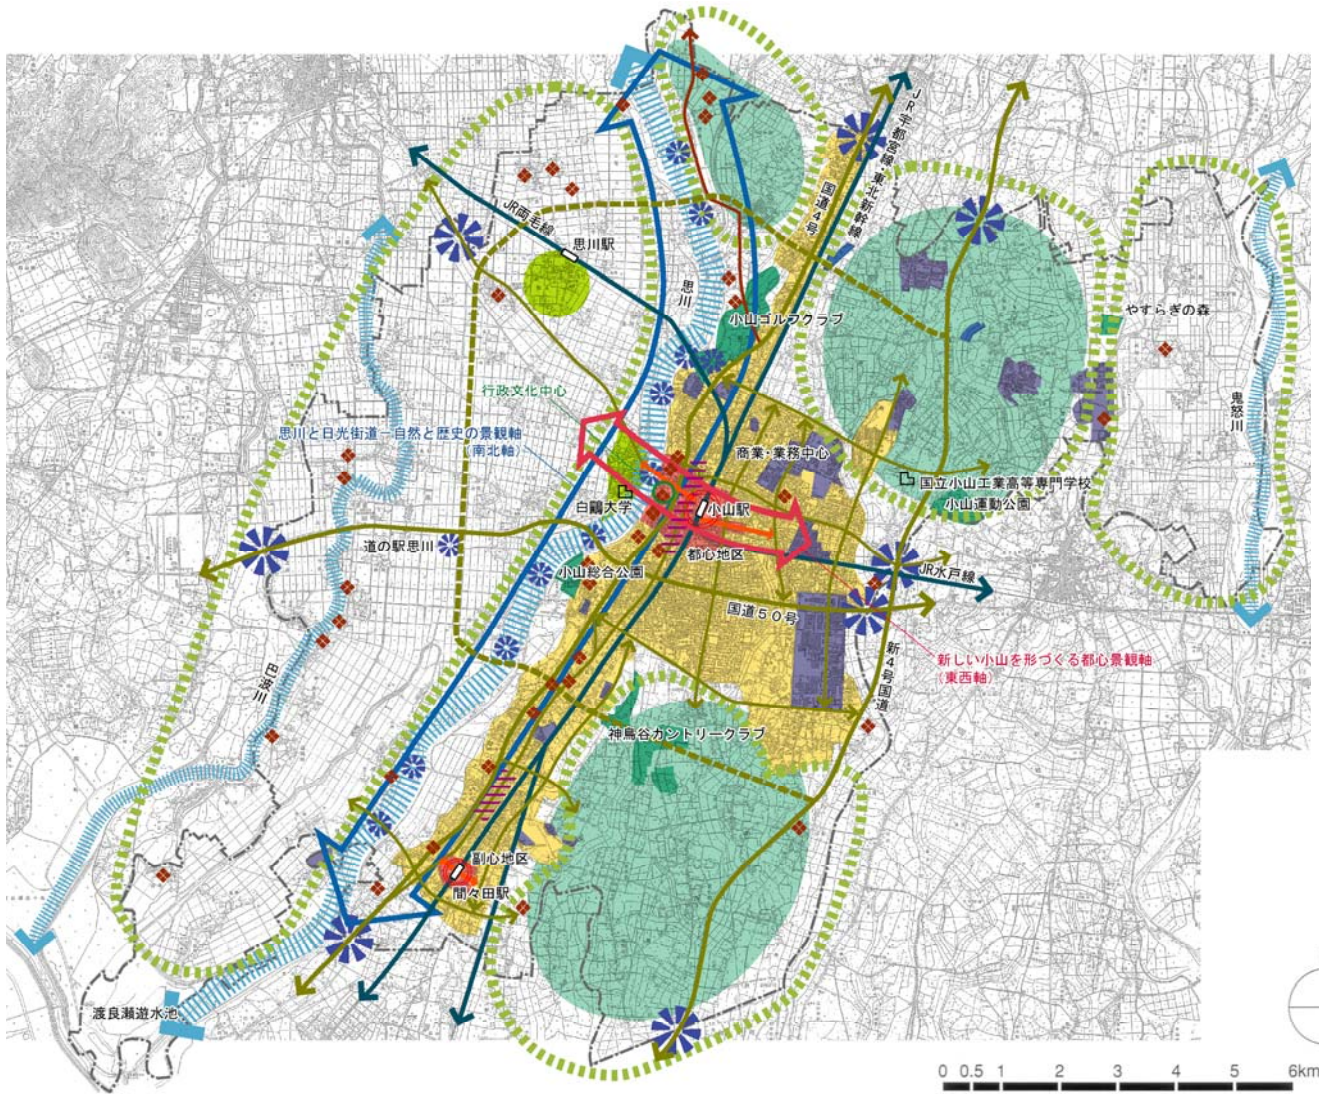 JR宇都宮線・東北新幹線
国道4号
JR両毛線
思川駅
思川
小山ゴルフクラブ
やすらぎの森
鬼怒川
行政文化中心
思川と日光街道－自然と歴史の景観軸
(南北軸)
商業・業務中心
国立小山工業高等専門学校
小山運動公園
白鷗大学
小山駅
道の駅思川
都心地区
小山総合公園
JR水戸線
国道50号
新しい小山を形づくる都心景観軸
(東西軸)
新4号国道
巴波川
神鳥谷カントリークラブ
副心地区
間々田駅
渡良瀬遊水池
0 0.5 1 2 3 4 5 6km